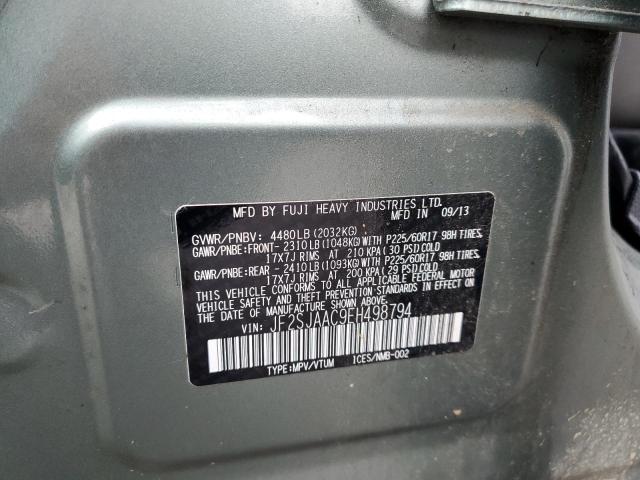 MFD. BY FUJI HEAVY INDUSTRIES LTD.
MFD. IN 09/13
GVWR/PNBV: 4480LB (2032KG)
GAWR/PNBE:FRONT- 2310LB (1048KG) WITH P225/60R17 98H TIRES,
17X7J RIMS AT 210 KPA ( 30 PSI) COLD
GAWR/PNBE:REAR - 2410LB (1093KG) WITH P225/60R17 98H TIRES,
17X7J RIMS AT 200 KPA ( 29 PSI) COLD
THIS VEHICLE CONFORMS TO ALL APPLICABLE FEDERAL MOTOR
VEHICLE SAFETY AND THEFT PREVENTION STANDARDS IN EFFECT
ON THE DATE OF MANUFACTURE SHOWN ABOVE.
VIN: JF2SJAAC9EH498794
TYPE:MPV/VTUM ICES/NMB-002